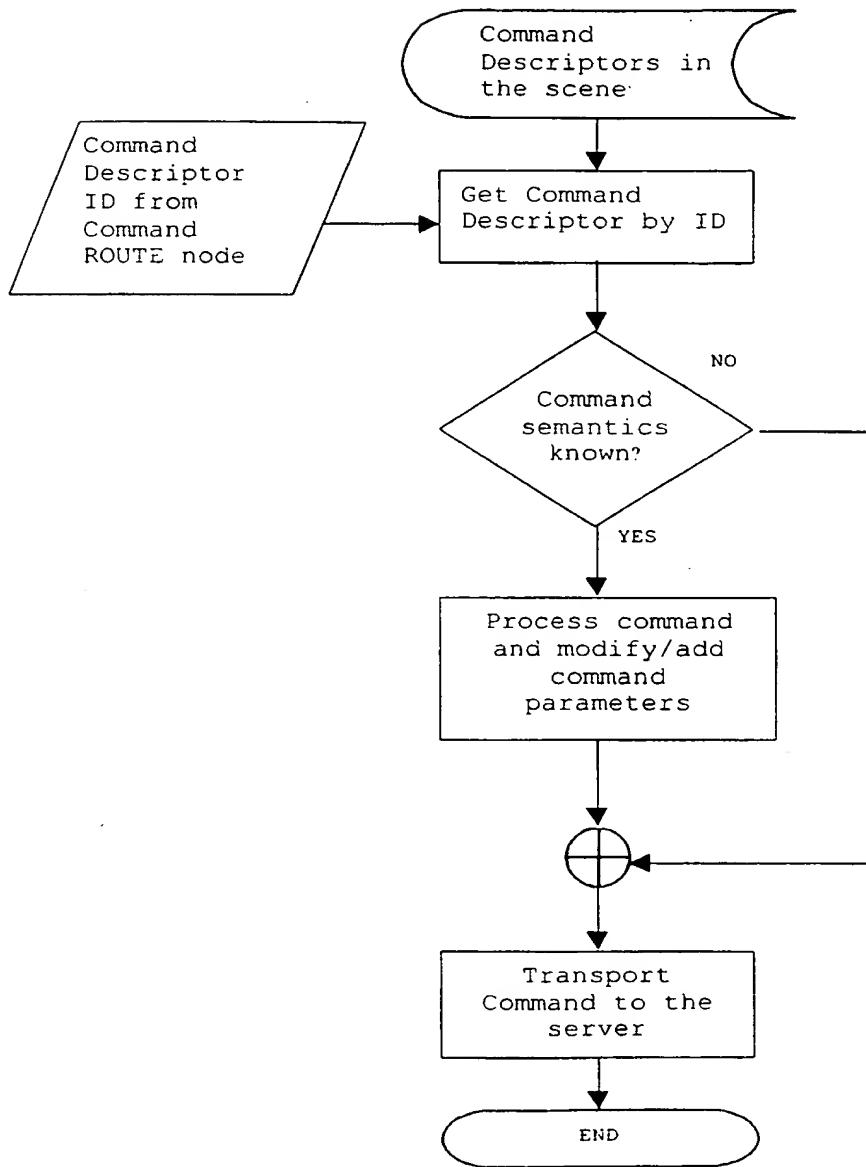 Command
Descriptors in
the scene
Command
Descriptor
ID from
Command
ROUTE node
Get Command
Descriptor by ID
NO
Command
semantics
known?
YES
Process command
and modify/add
command
parameters
Transport
Command to the
server
END